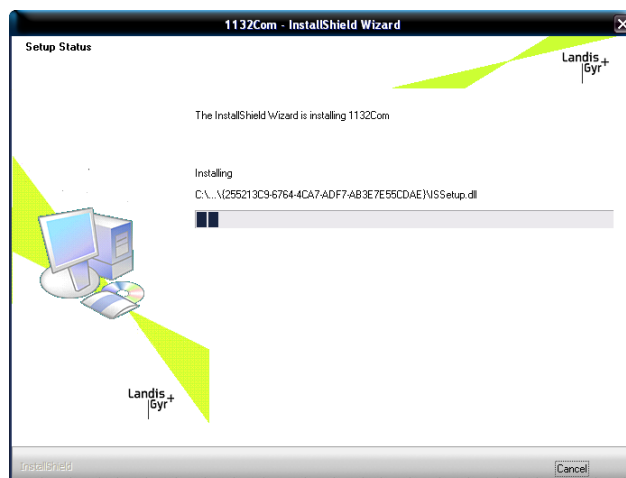 1132Com - InstallShield Wizard
Setup Status
Landis
Gyr+
The InstallShield Wizard is installing 1132Com
Installing
C:\...\{255213C9-6764-4CA7-ADF7-AB3E7E55CDAE}\ISSetup.dll
Landis
Gyr+
InstallShield
Cancel